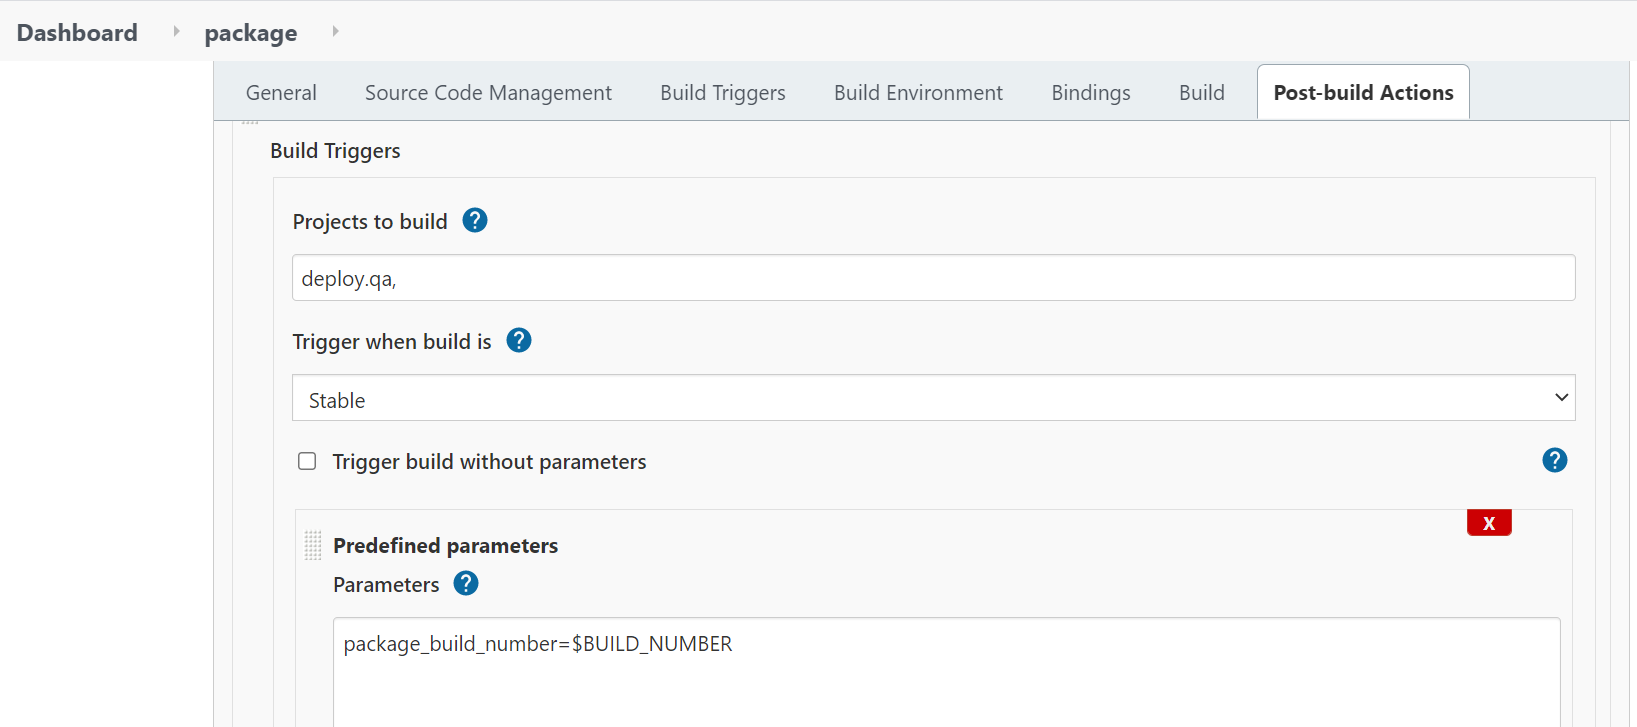 Dashboard package
General Source Code Management Build Triggers Build Environment Bindings Build Post-build Actions
Build Triggers
Projects to build ?
deploy.qa,
Trigger when build is ?
Stable
Trigger build without parameters ?
X
Predefined parameters
Parameters ?
package_build_number=$BUILD_NUMBER